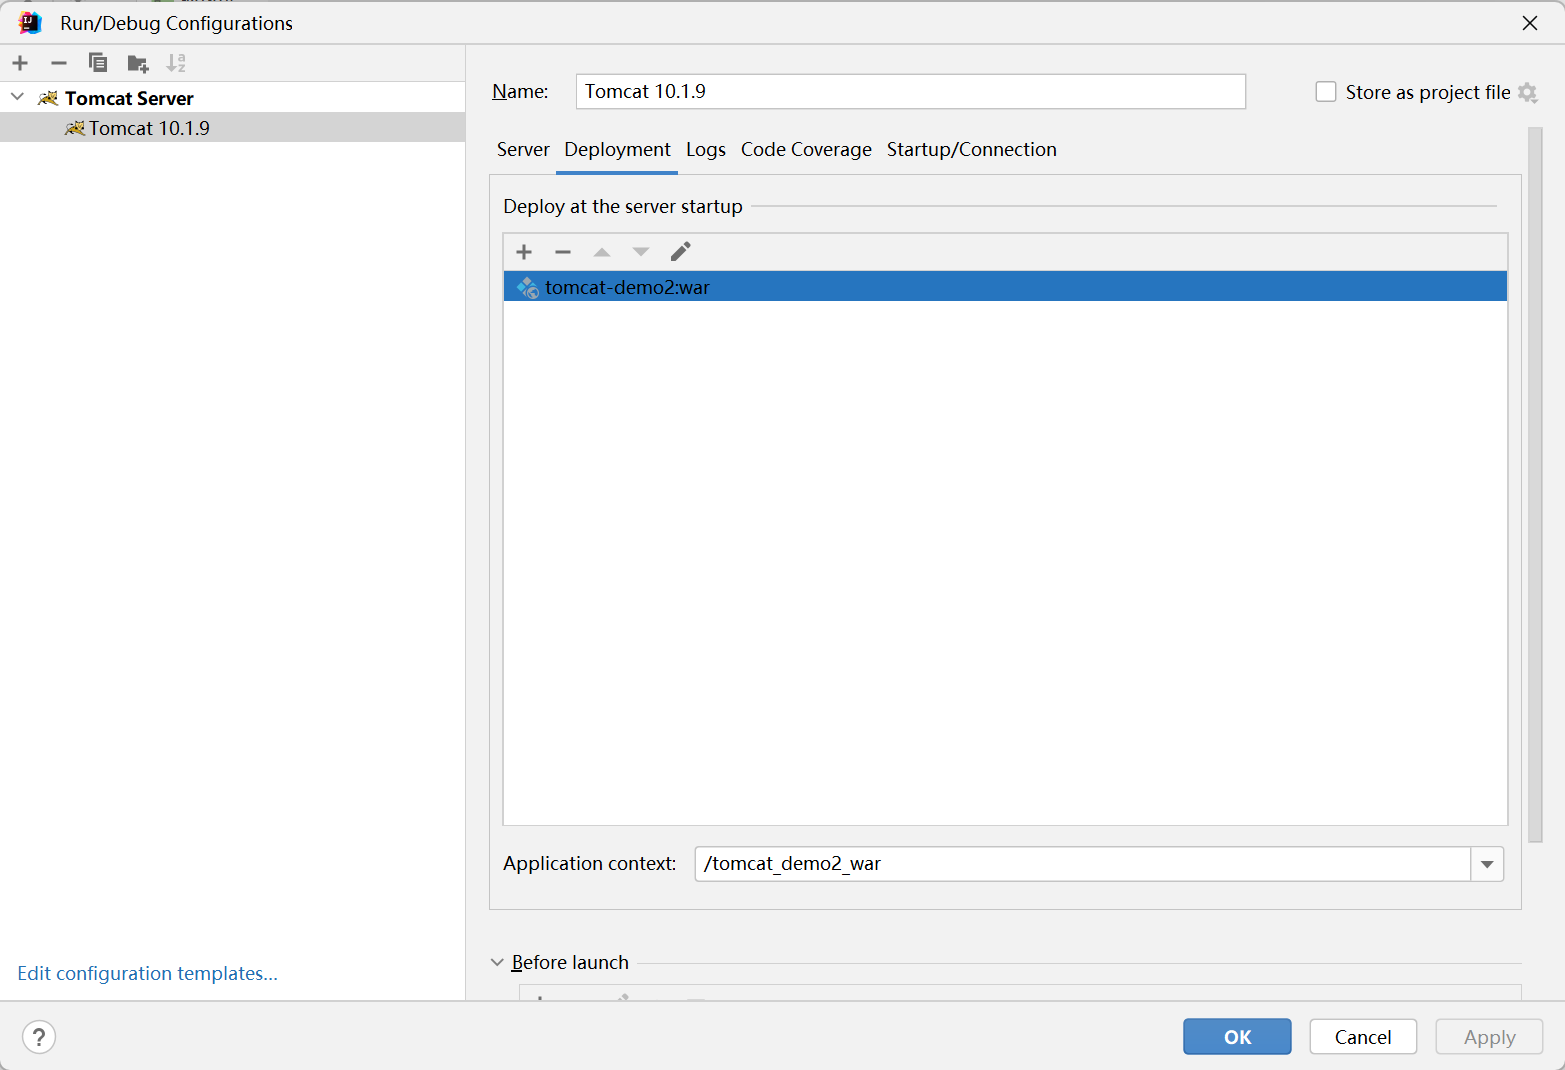 Run/Debug Configurations
Tomcat Server
Tomcat 10.1.9
Edit configuration templates...
Name: Tomcat 10.1.9
Store as project file
Server Deployment Logs Code Coverage Startup/Connection
Deploy at the server startup
tomcat-demo2:war
Application context: /tomcat_demo2_war
Before launch
? OK Cancel Apply